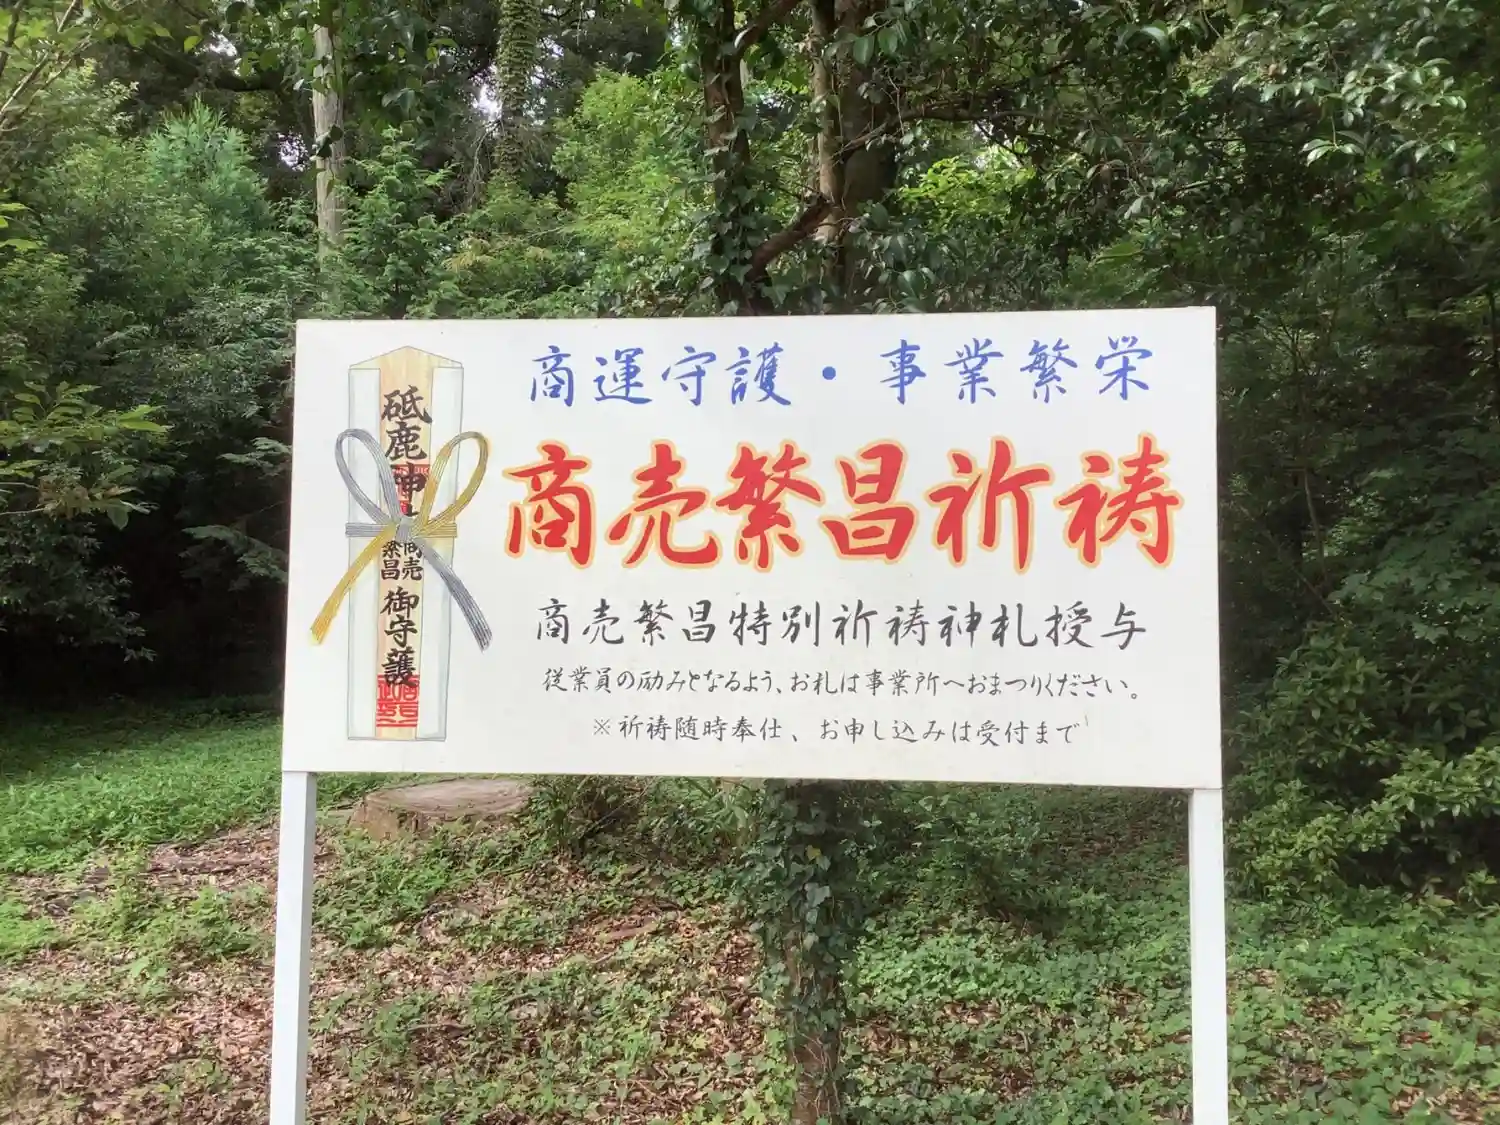 商運守護・事業繁栄
商売繁昌祈祷
商売繁昌特別祈祷神札授与
従業員の励みとなるよう、お札は事業所へおまつりください。
※祈祷随時奉仕、お申し込みは受付まで
砥鹿神
商売
繁昌
御守護